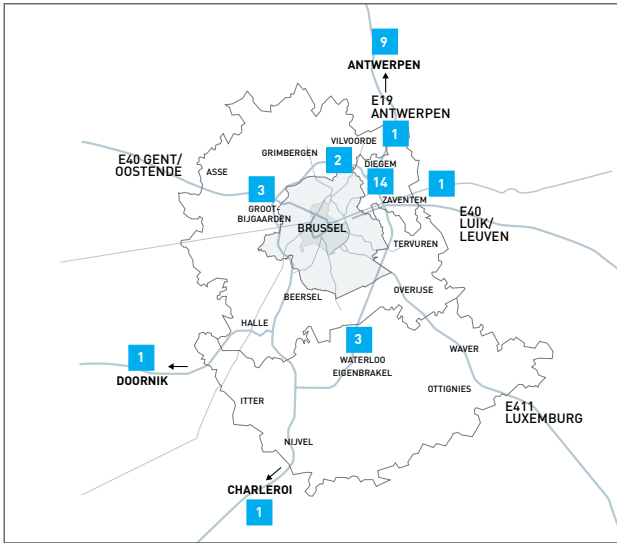 9
ANTWERPEN
E19
ANTWERPEN
1
VILVOORDE
GRIMBERGEN
2
DIEGEM
E40 GENT/
OOSTENDE
ASSE
3
14
1
ZAVENTEM
GROOT-
BIJGAARDEN
E40
LUIK/
LEUVEN
BRUSSEL
TERVUREN
BEERSEL
OVERIJSE
HALLE
1
DOORNIK
3
WATERLOO
EIGENBRAKEL
WAVER
OTTIGNIES
ITTER
E411
LUXEMBURG
NIJVEL
CHARLEROI
1